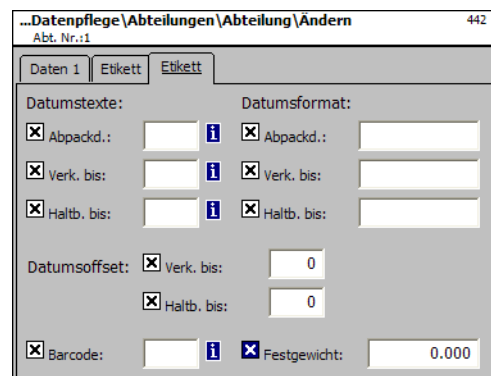 ...Datenpflege\Abteilungen\Abteilung\Ändern 442
Abt. Nr.:1
Daten 1 Etikett Etikett
Datumstexte: Datumsformat:
Abpackd.: i Abpackd.:
Verk. bis: i Verk. bis:
Haltb. bis: i Haltb. bis:
Datumsoffset: Verk. bis: 0
Haltb. bis: 0
Barcode: i Festgewicht: 0.000